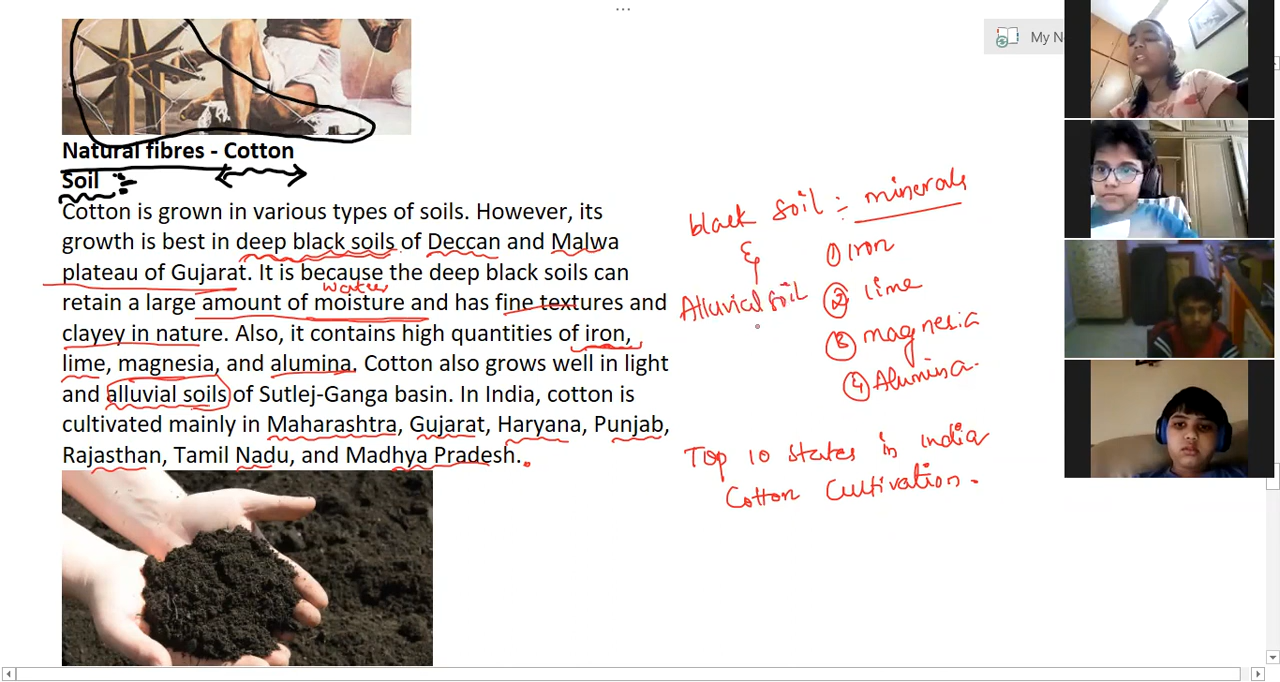 ...
My N
Natural fibres - Cotton
Soil :-
Cotton is grown in various types of soils. However, its
growth is best in deep black soils of Deccan and Malwa
plateau of Gujarat. It is because the deep black soils can
water
retain a large amount of moisture and has fine textures and
clayey in nature. Also, it contains high quantities of iron,
lime, magnesia, and alumina. Cotton also grows well in light
and alluvial soils of Sutlej-Ganga basin. In India, cotton is
cultivated mainly in Maharashtra, Gujarat, Haryana, Punjab,
Rajasthan, Tamil Nadu, and Madhya Pradesh.
black soil :- minerals
&
Alluvial soil
① Iron
② lime
③ magnesia
④ Alumina.
Top 10 states in india
Cotton Cultivation.